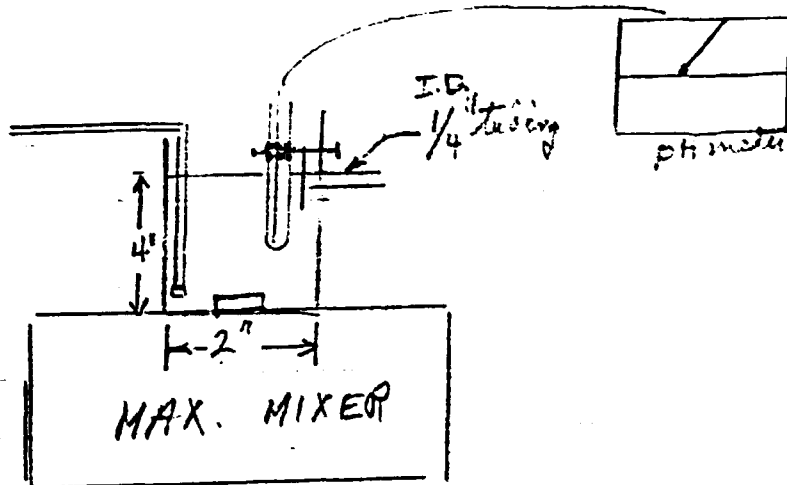 I.D.
1/4" tubing
pH meter
4"
2"
MAX. MIXER